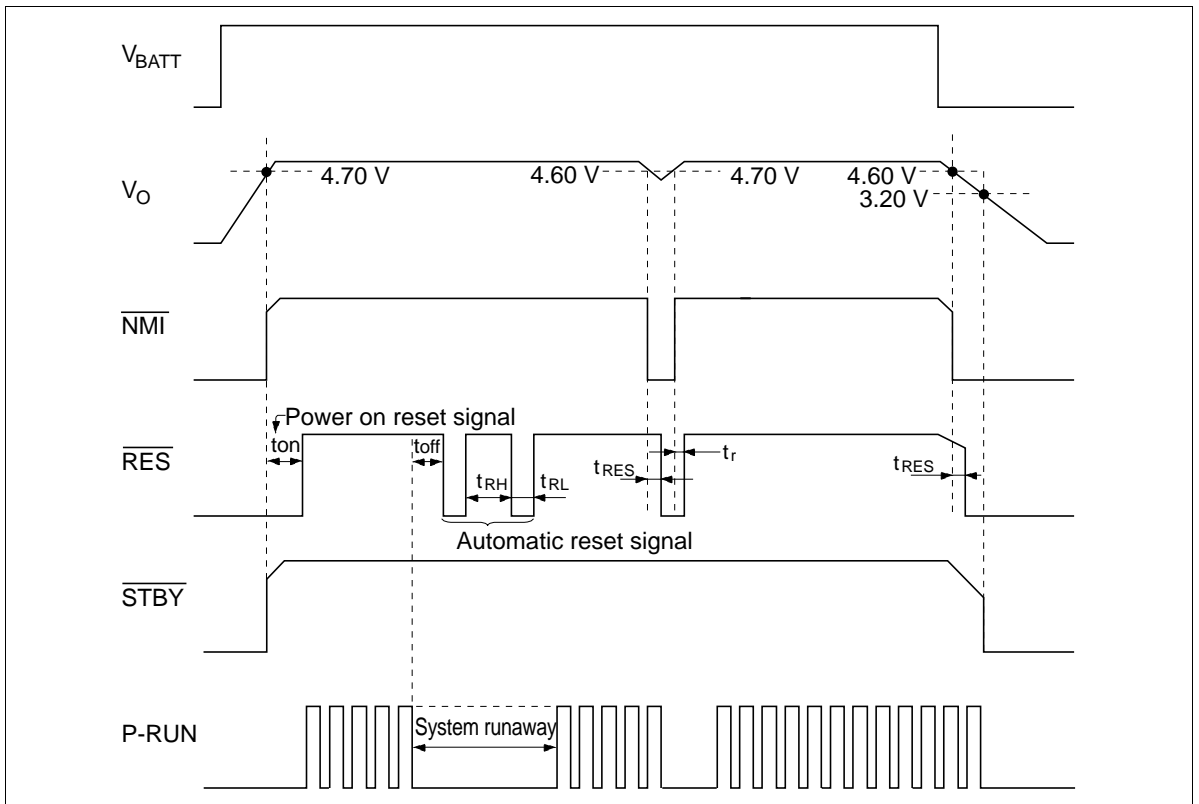 VBATT
VO
4.70 V 4.60 V 4.70 V 4.60 V
3.20 V
NMI
Power on reset signal
RES
ton toff tRH tRL tRES tr tRES
Automatic reset signal
STBY
P-RUN
System runaway